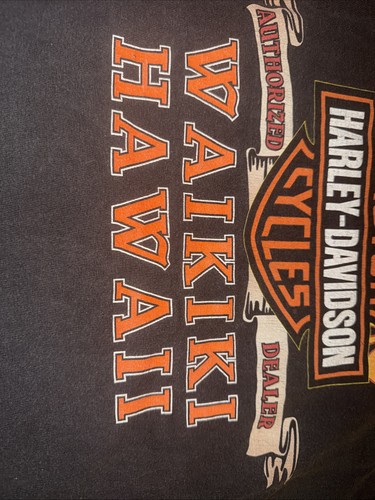 HARLEY-DAVIDSON
CYCLES
AUTHORIZED DEALER
WAIKIKI
HAWAII